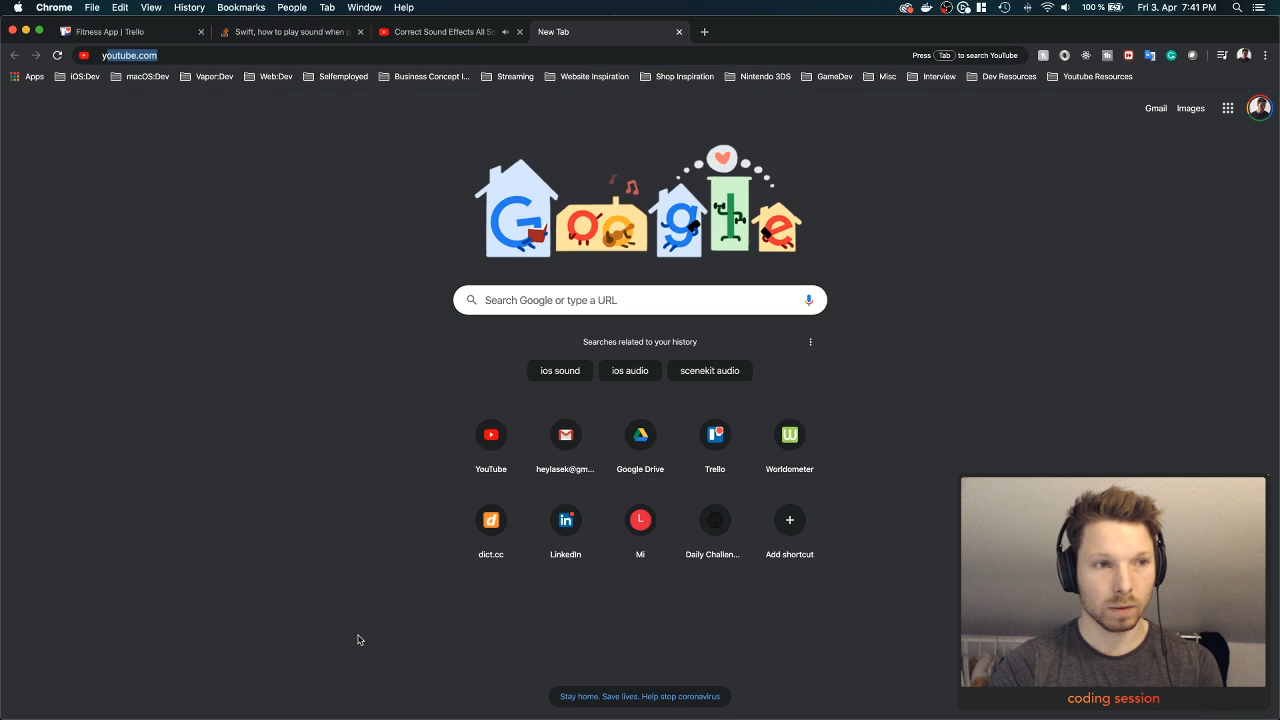 Chrome File Edit View History Bookmarks People Tab Window Help 100 % Fri 3. Apr 7:41 PM
Fitness App | Trello Swift, how to play sound when p Correct Sound Effects All So New Tab
youtube.com Press Tab to search YouTube
Apps iOS:Dev macOS:Dev Vapor:Dev Web:Dev Selfemployed Business Concept I... Streaming Website Inspiration Shop Inspiration Nintendo 3DS GameDev Misc Interview Dev Resources Youtube Resources
Gmail Images
Google
Search Google or type a URL
Searches related to your history
ios sound ios audio scenekit audio
YouTube heylasek@gm... Google Drive Trello Worldometer
L
dict.cc LinkedIn Mi Daily Challen... Add shortcut
Stay home. Save lives. Help stop coronavirus
coding session